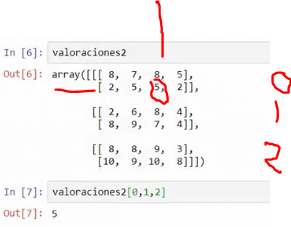 In [6]: valoraciones2
Out[6]: array([[[ 8, 7, 8, 5],
[ 2, 5, 5, 2]],
[[ 2, 6, 8, 4],
[ 8, 9, 7, 4]],
[[ 8, 8, 9, 3],
[10, 9, 10, 8]]])
0
1
2
In [7]: valoraciones2[0,1,2]
Out[7]: 5